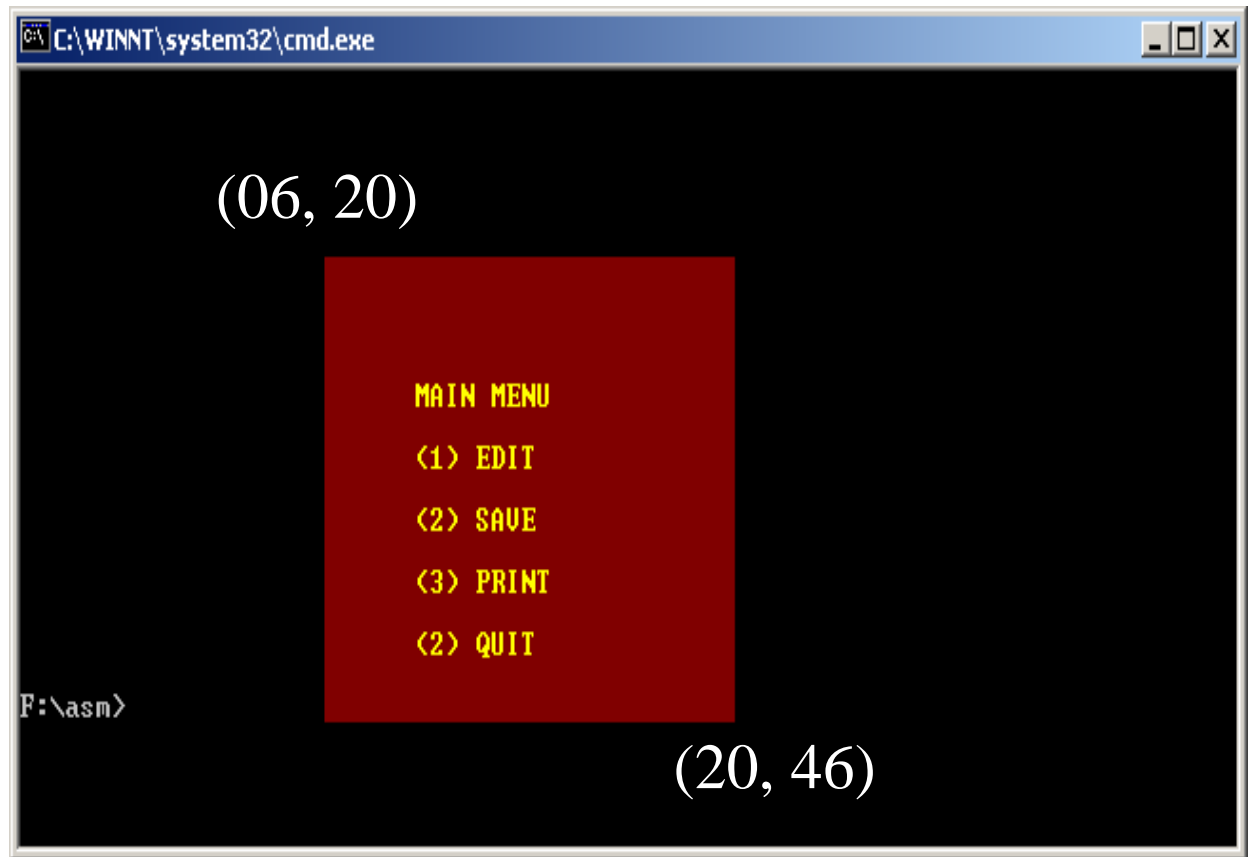 C:\WINNT\system32\cmd.exe
(06, 20)
MAIN MENU
(1) EDIT
(2) SAVE
(3) PRINT
(2) QUIT
F:\asm>
(20, 46)